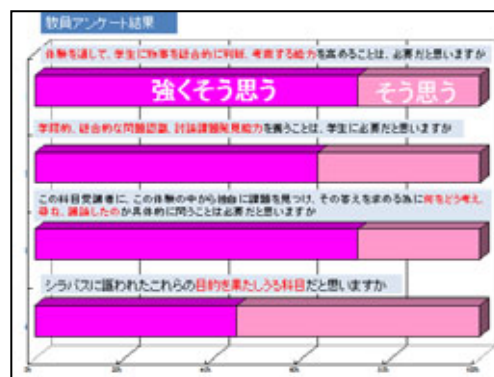 教員アンケート結果
体験を通して、学生に物事を総合的に判断、考慮する能力を高めることは、必要だと思いますか
強くそう思う
そう思う
学際的、総合的な問題認識、討論課題発見能力を養うことは、学生に必要だと思いますか
この科目受講者に、この体験の中から独自に課題を見つけ、その答えを求める為に何をどう考え、
尋ね、議論したのか具体的に問うことは必要だと思いますか
シラバスに謳われたこれらの目的を果たしうる科目だと思いますか
0%
20%
40%
60%
80%
100%